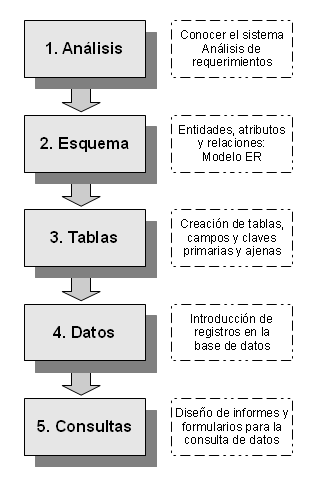 1. Análisis
Conocer el sistema
Análisis de
requerimientos
2. Esquema
Entidades, atributos
y relaciones:
Modelo ER
3. Tablas
Creación de tablas,
campos y claves
primarias y ajenas
4. Datos
Introducción de
registros en la
base de datos
5. Consultas
Diseño de informes y
formularios para la
consulta de datos